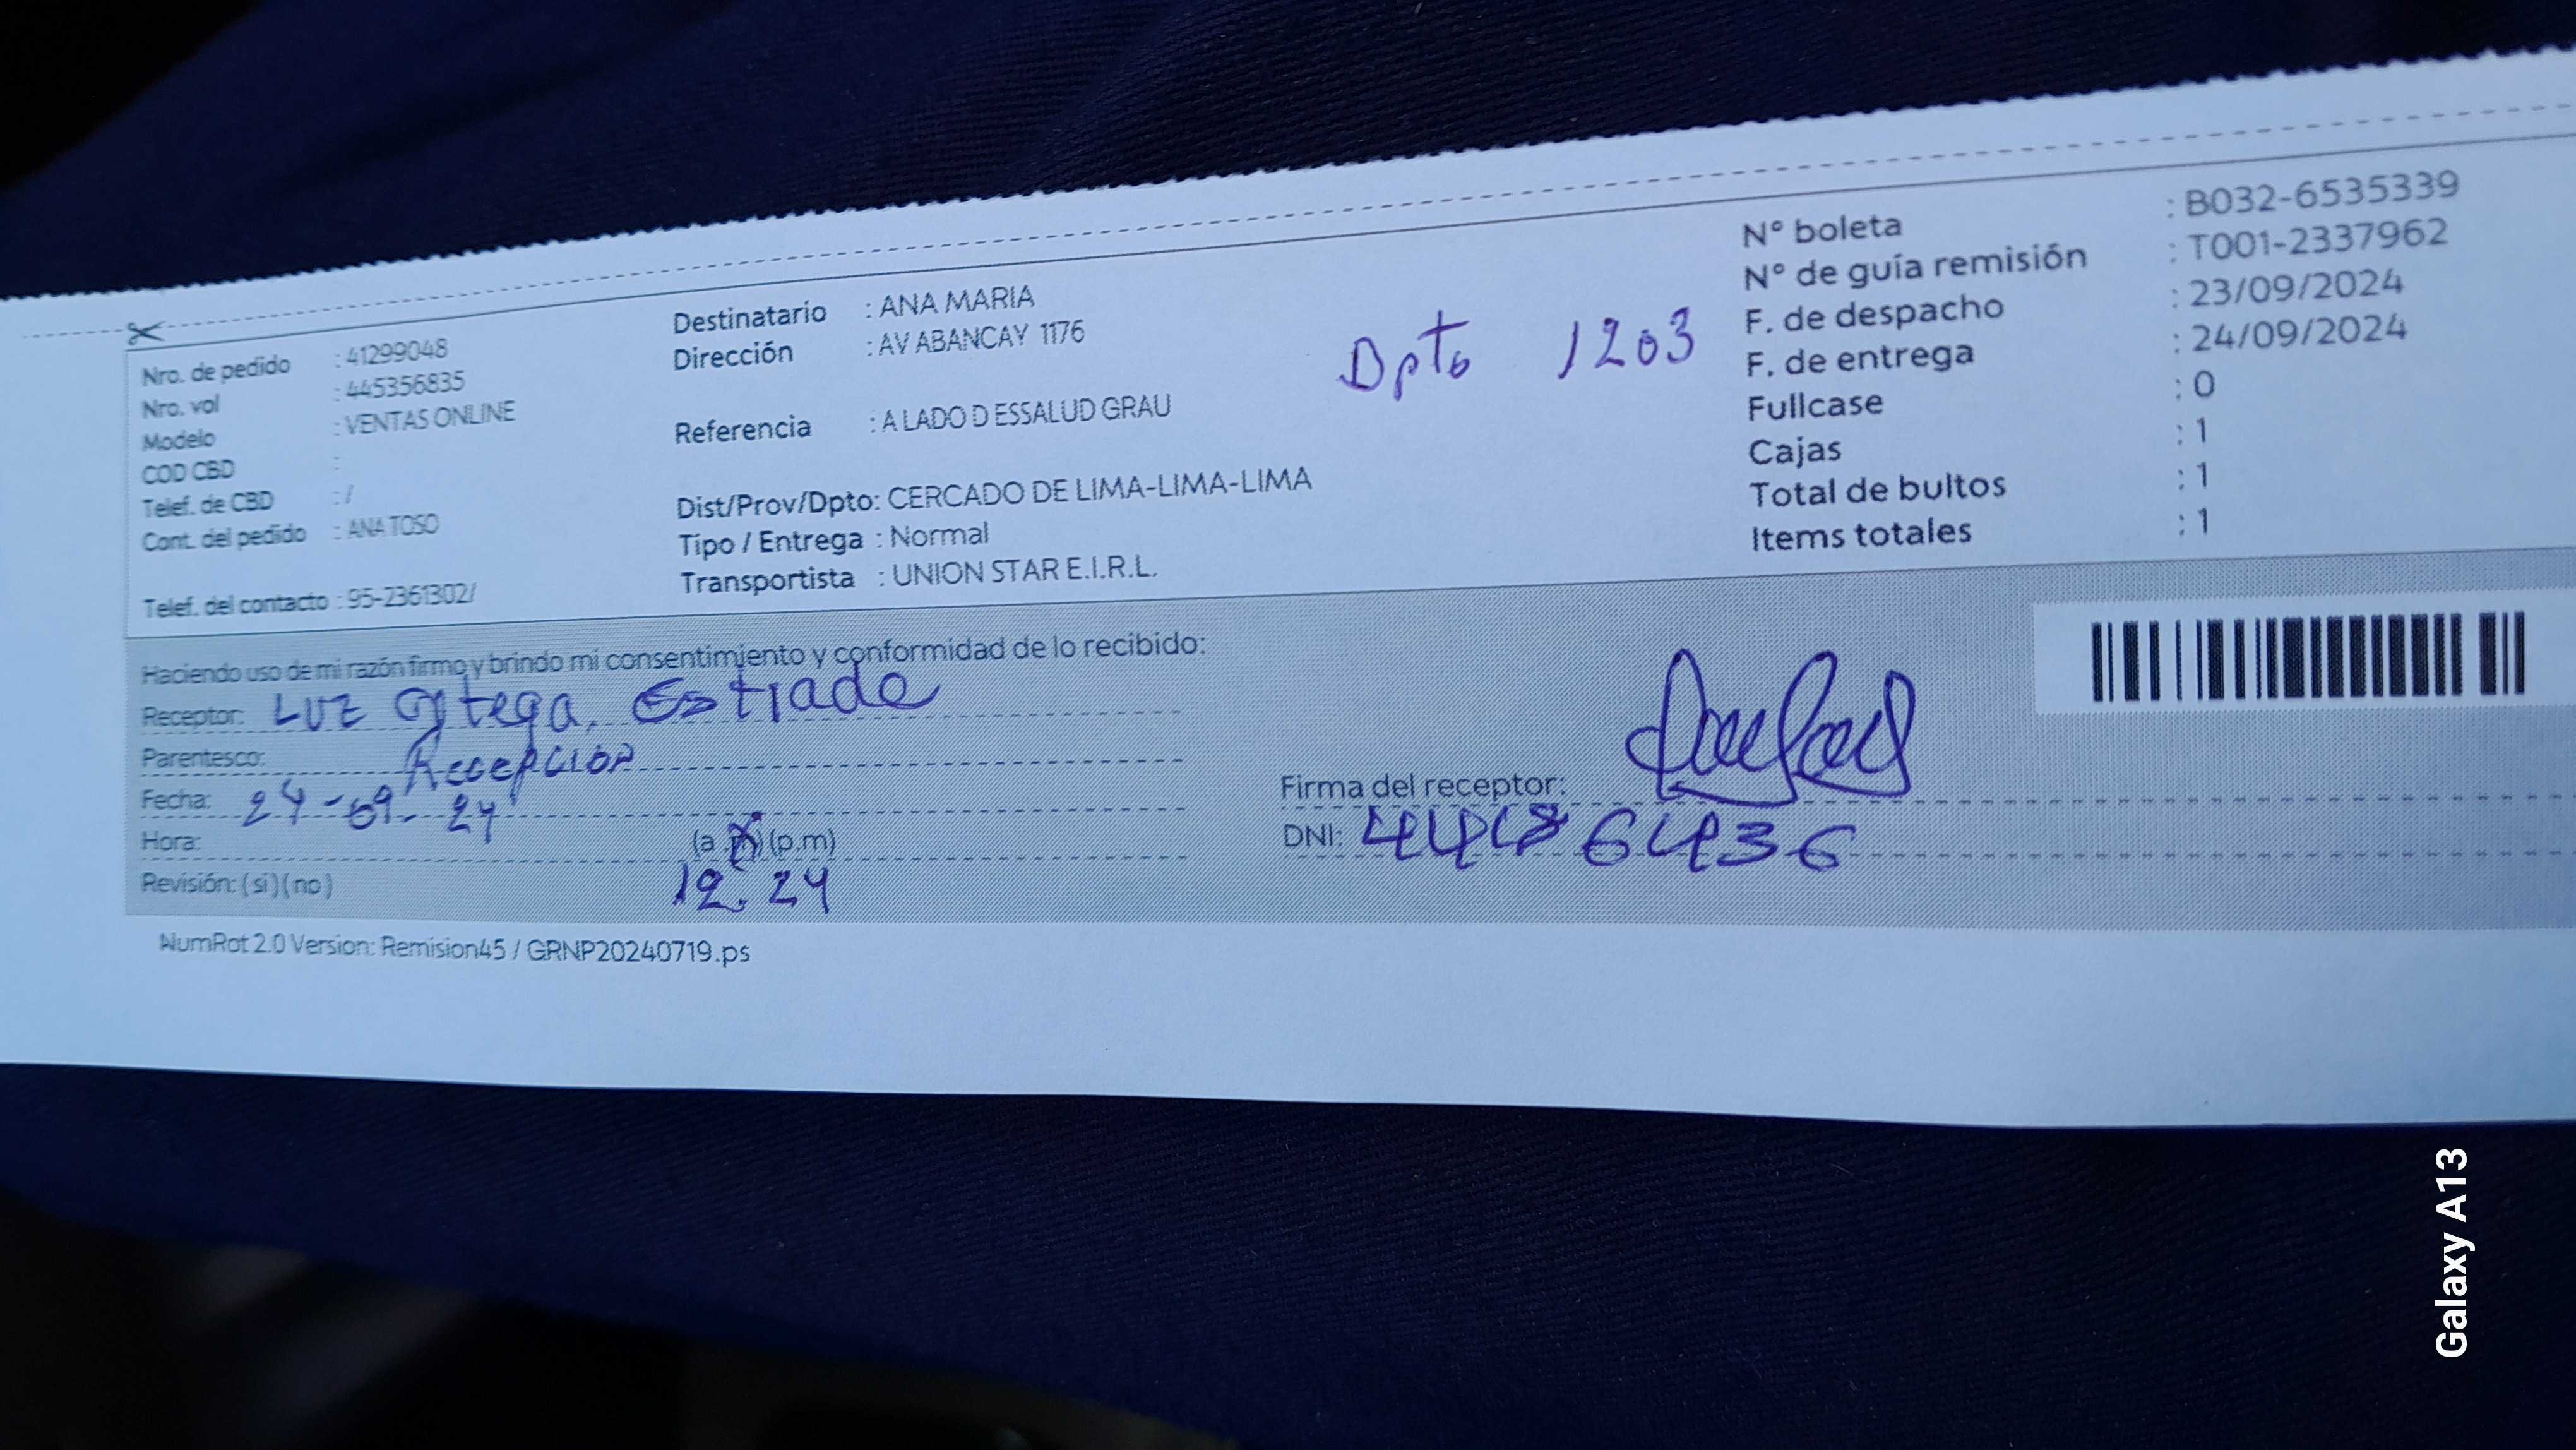 Nro. de pedido : 41299048
Nro. vol : 445356835
Modelo : VENTAS ONLINE
COD CBD :
Telef. de CBD : /
Cont. del pedido : ANA TOSO
Telef. del contacto : 95-2361302/
Destinatario : ANA MARIA
Dirección : AV ABANCAY 1176
Dpto 1203
Referencia : A LADO D ESSALUD GRAU
Dist/Prov/Dpto: CERCADO DE LIMA-LIMA-LIMA
Tipo / Entrega : Normal
Transportista : UNION STAR E.I.R.L.
N° boleta : B032-6535339
N° de guía remisión : T001-2337962
F. de despacho : 23/09/2024
F. de entrega : 24/09/2024
Fullcase : 0
Cajas : 1
Total de bultos : 1
Items totales : 1
Haciendo uso de mi razón firmo y brindo mi consentimiento y conformidad de lo recibido:
Receptor: LUZ Ortega Estrada
Parentesco: Recepción
Fecha: 24-09-24
Hora: (a.m) (p.m)
12:24
Revisión: (si) (no)
Firma del receptor:
DNI:
NumRot 2.0 Version: Remision45 / GRNP20240719.ps
Galaxy A13